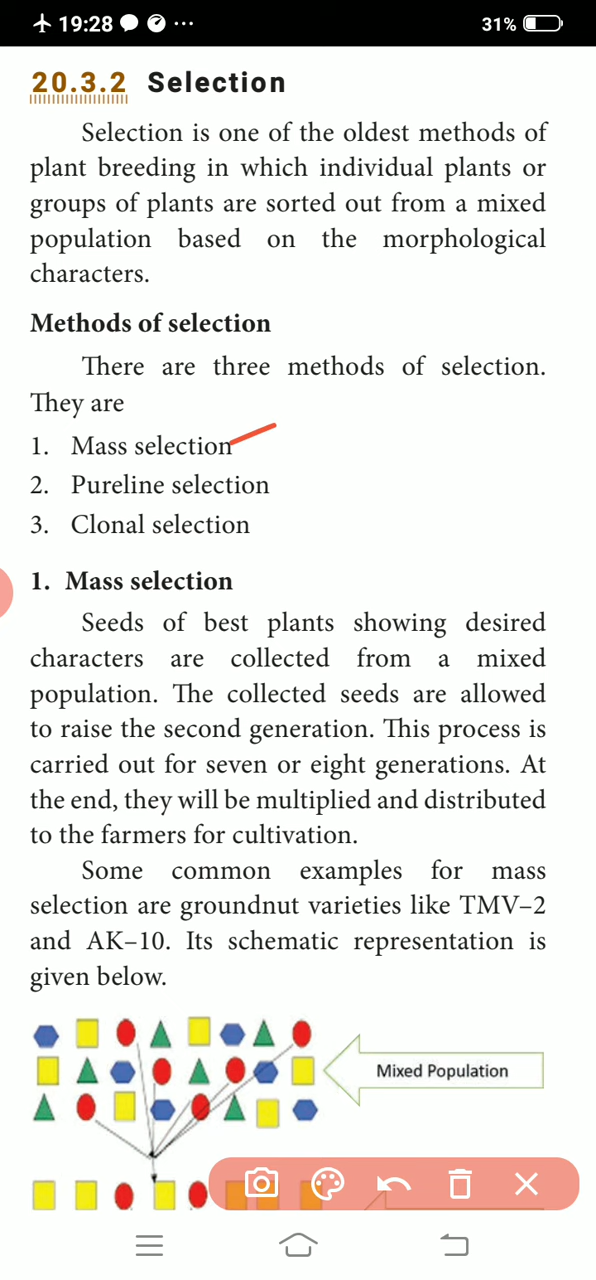 19:28
31%
20.3.2 Selection
Selection is one of the oldest methods of
plant breeding in which individual plants or
groups of plants are sorted out from a mixed
population based on the morphological
characters.
Methods of selection
There are three methods of selection.
They are
1. Mass selection
2. Pureline selection
3. Clonal selection
1. Mass selection
Seeds of best plants showing desired
characters are collected from a mixed
population. The collected seeds are allowed
to raise the second generation. This process is
carried out for seven or eight generations. At
the end, they will be multiplied and distributed
to the farmers for cultivation.
Some common examples for mass
selection are groundnut varieties like TMV–2
and AK–10. Its schematic representation is
given below.
Mixed Population